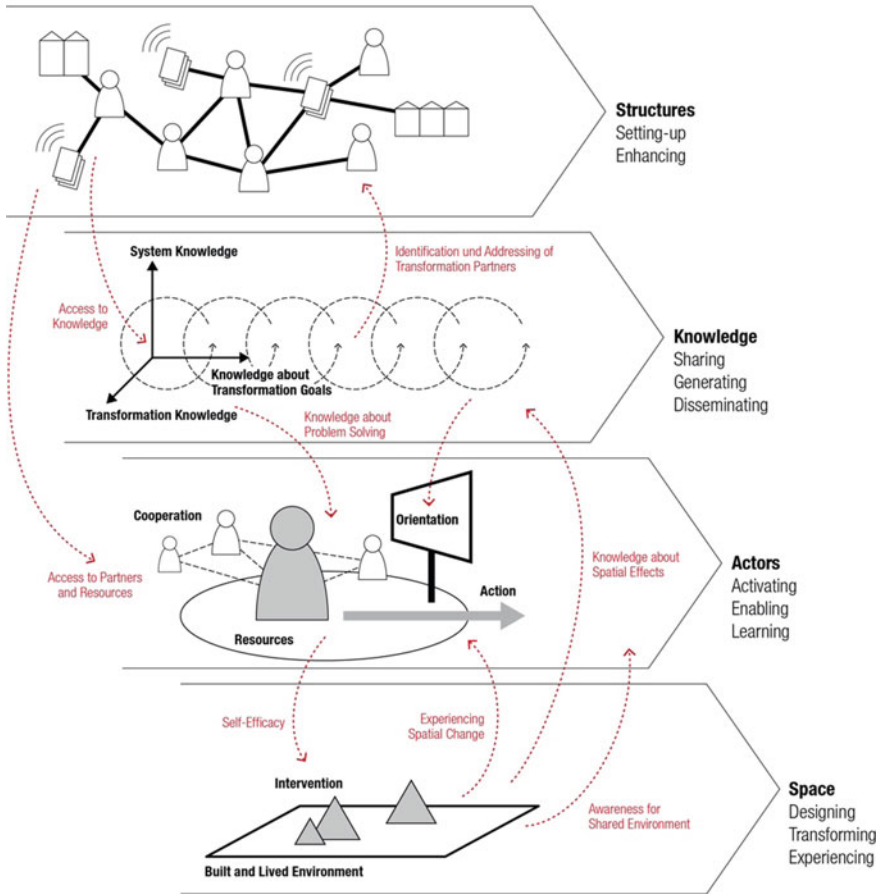 Structures
Setting-up
Enhancing
System Knowledge
Identification und Addressing of
Transformation Partners
Access to
Knowledge
Knowledge about
Transformation Goals
Transformation Knowledge
Knowledge
Sharing
Generating
Disseminating
Knowledge about
Problem Solving
Cooperation
Orientation
Access to Partners
and Resources
Knowledge about
Spatial Effects
Action
Resources
Actors
Activating
Enabling
Learning
Self-Efficacy
Experiencing
Spatial Change
Intervention
Awareness for
Shared Environment
Built and Lived Environment
Space
Designing
Transforming
Experiencing